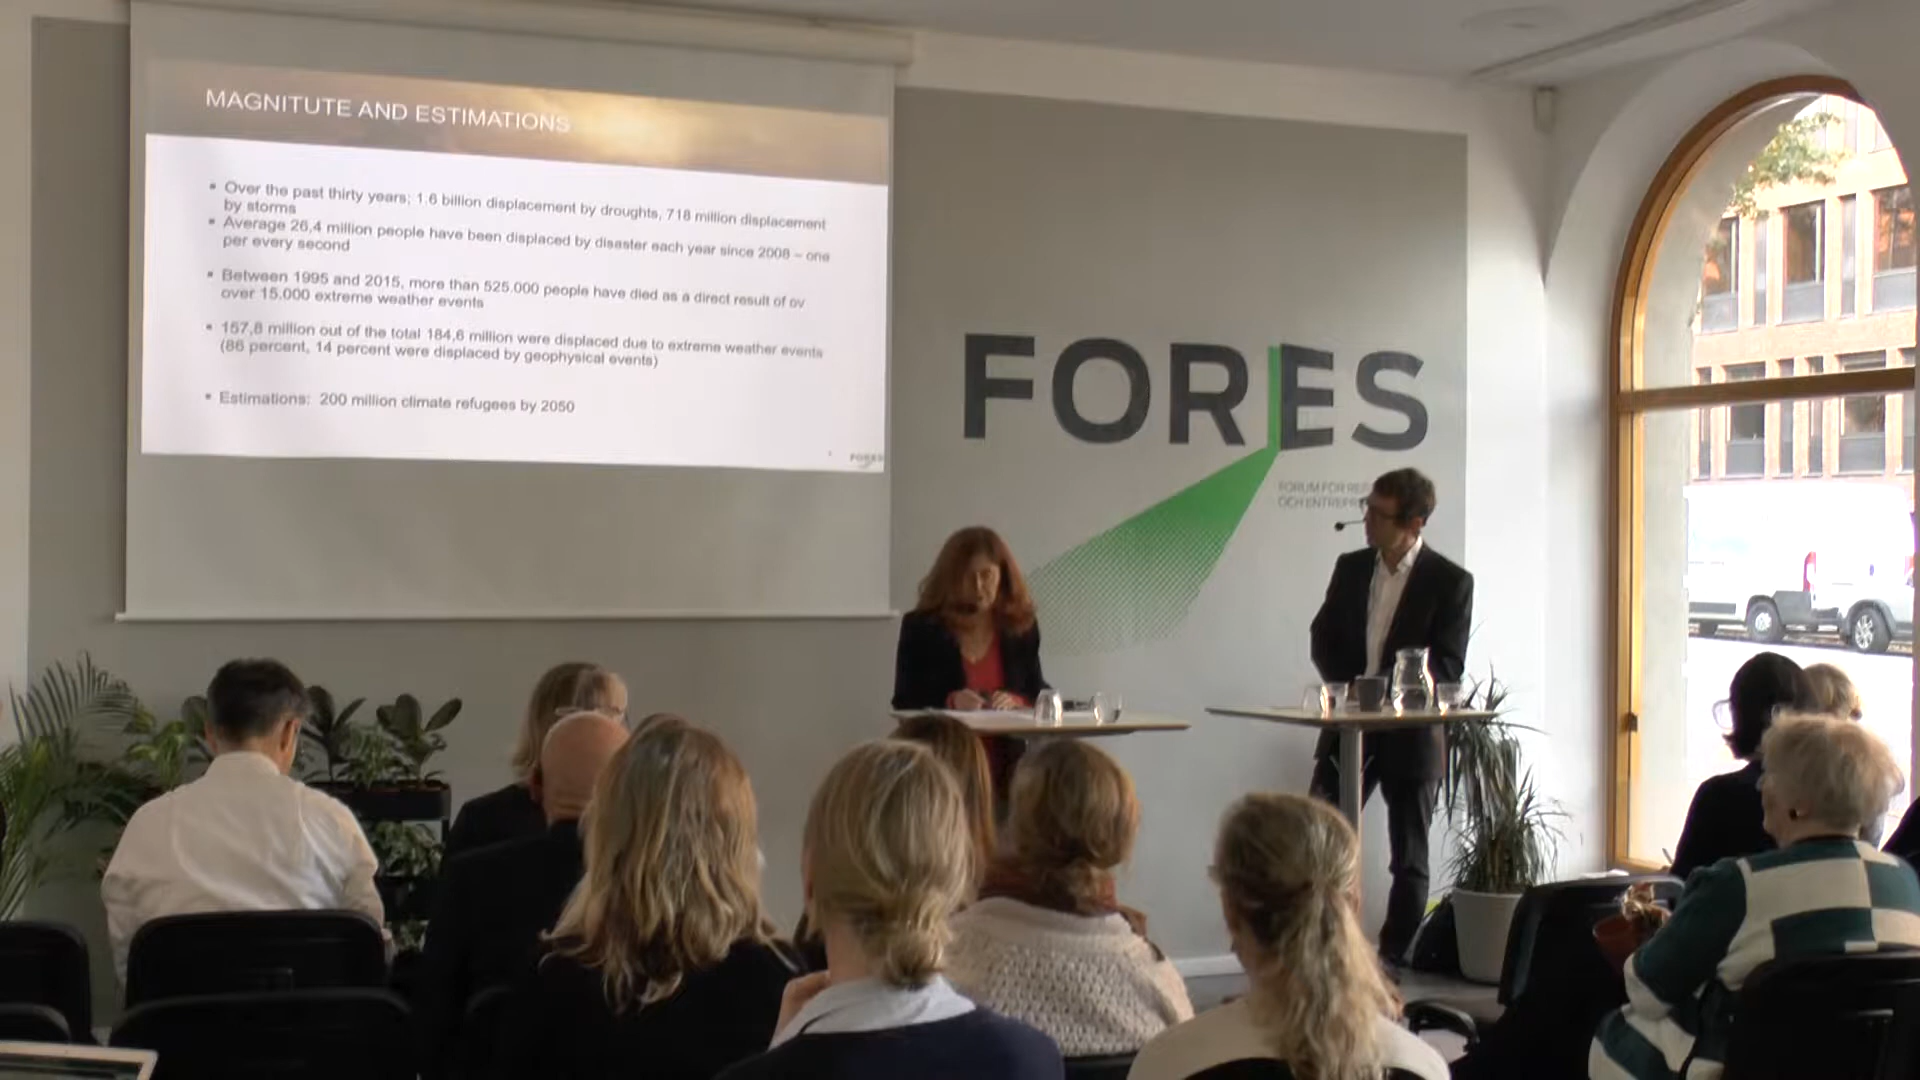 MAGNITUTE AND ESTIMATIONS
▪ Over the past thirty years; 1.6 billion displacement by droughts, 718 million displacement
by storms
▪ Average 26,4 million people have been displaced by disaster each year since 2008 – one
per every second
▪ Between 1995 and 2015, more than 525.000 people have died as a direct result of ov
over 15.000 extreme weather events
▪ 157,8 million out of the total 184,6 million were displaced due to extreme weather events
(86 percent, 14 percent were displaced by geophysical events)
▪ Estimations: 200 million climate refugees by 2050
FORES
FORES
FORUM FÖR
OCH